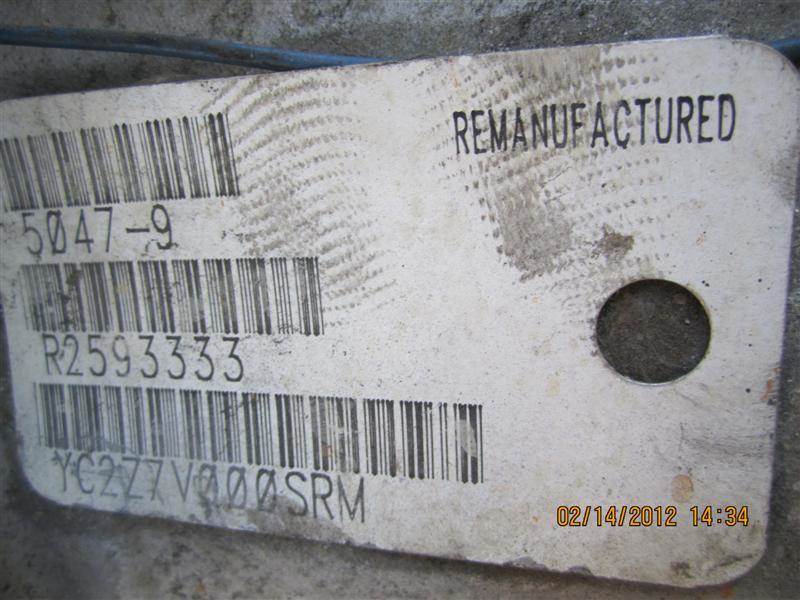 REMANUFACTURED
5047-9
R2593333
YC2Z7V000SRM
02/14/2012 14:34